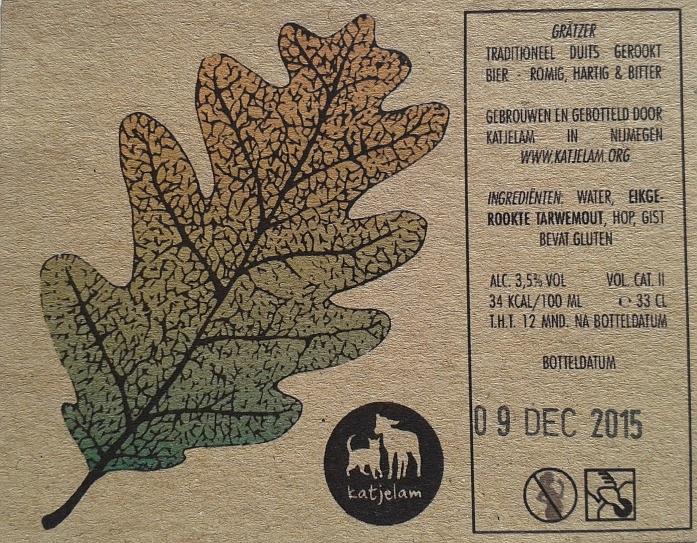 GRÄTZER
TRADITIONEEL DUITS GEROOKT
BIER - ROMIG, HARTIG & BITTER
GEBROUWEN EN GEBOTTELD DOOR
KATJELAM IN NIJMEGEN
WWW.KATJELAM.ORG
INGREDIËNTEN: WATER, EIKGE-
ROOKTE TARWEMOUT, HOP, GIST
BEVAT GLUTEN
ALC. 3,5% VOL VOL. CAT. II
34 KCAL/100 ML e 33 CL
T.H.T. 12 MND. NA BOTTELDATUM
BOTTELDATUM
09 DEC 2015
katjelam